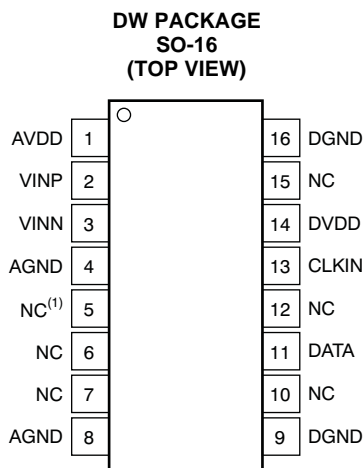 DW PACKAGE
SO-16
(TOP VIEW)
AVDD 1 16 DGND
VINP 2 15 NC
VINN 3 14 DVDD
AGND 4 13 CLKIN
NC(1) 5 12 NC
NC 6 11 DATA
NC 7 10 NC
AGND 8 9 DGND